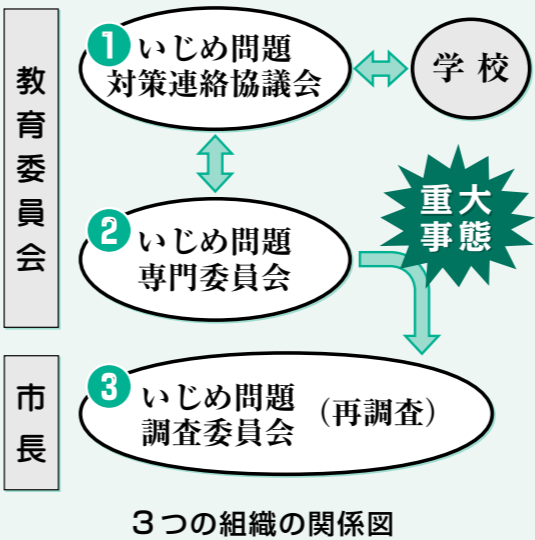 教育委員会
1 いじめ問題
対策連絡協議会
学校
2 いじめ問題
専門委員会
重大
事態
市長
3 いじめ問題
調査委員会
(再調査)
3つの組織の関係図